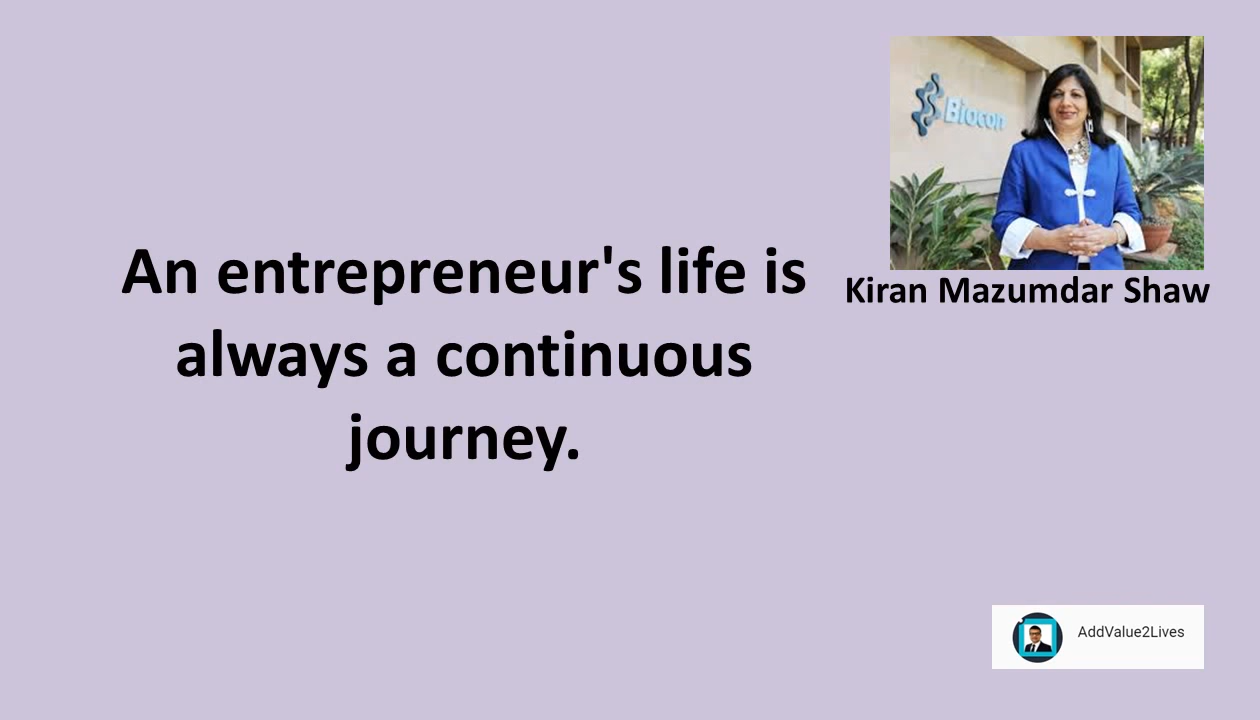 Biocon
An entrepreneur's life is
always a continuous
journey.
Kiran Mazumdar Shaw
AddValue2Lives